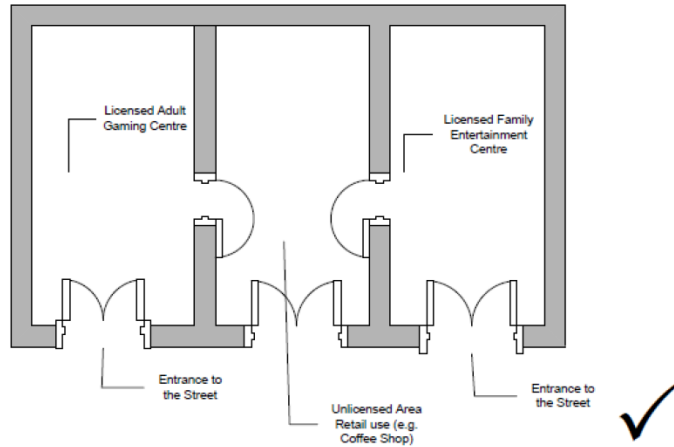 Licensed Adult
Gaming Centre
Licensed Family
Entertainment
Centre
Entrance to
the Street
Unlicensed Area
Retail use (e.g.
Coffee Shop)
Entrance to
the Street